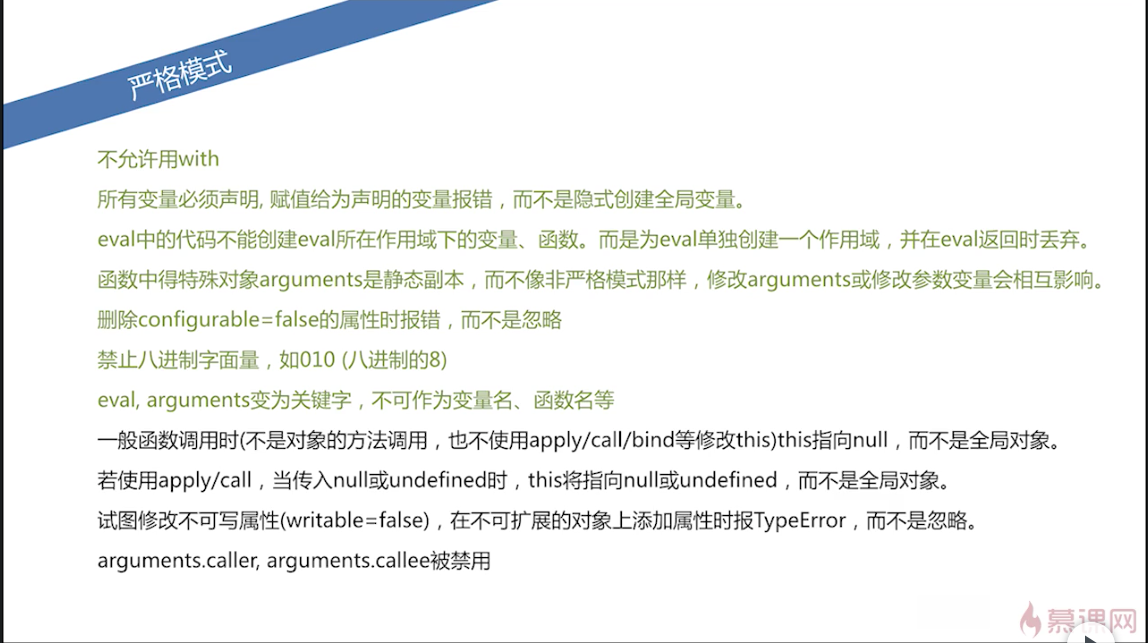 严格模式
不允许用with
所有变量必须声明, 赋值给为声明的变量报错，而不是隐式创建全局变量。
eval中的代码不能创建eval所在作用域下的变量、函数。而是为eval单独创建一个作用域，并在eval返回时丢弃。
函数中得特殊对象arguments是静态副本，而不像非严格模式那样，修改arguments或修改参数变量会相互影响。
删除configurable=false的属性时报错，而不是忽略
禁止八进制字面量，如010 (八进制的8)
eval, arguments变为关键字，不可作为变量名、函数名等
一般函数调用时(不是对象的方法调用，也不使用apply/call/bind等修改this)this指向null，而不是全局对象。
若使用apply/call，当传入null或undefined时，this将指向null或undefined，而不是全局对象。
试图修改不可写属性(writable=false)，在不可扩展的对象上添加属性时报TypeError，而不是忽略。
arguments.caller, arguments.callee被禁用
慕课网